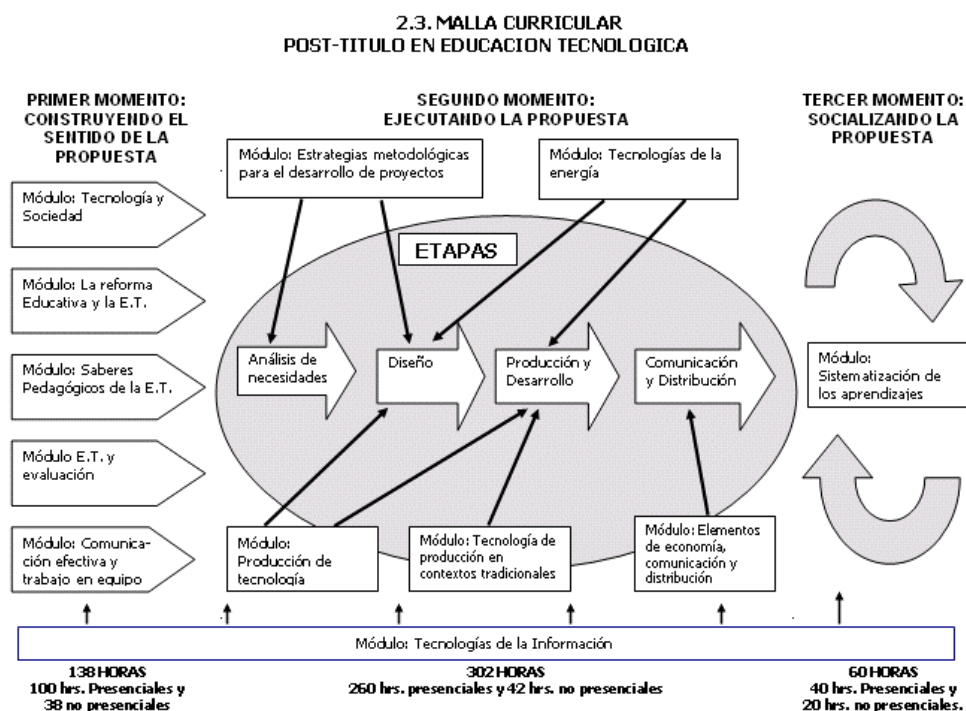 2.3. MALLA CURRICULAR
POST-TITULO EN EDUCACION TECNOLOGICA
PRIMER MOMENTO:
CONSTRUYENDO EL
SENTIDO DE LA
PROPUESTA
SEGUNDO MOMENTO:
EJECUTANDO LA PROPUESTA
TERCER MOMENTO:
SOCIALIZANDO LA
PROPUESTA
Módulo: Tecnología y
Sociedad
Módulo: La reforma
Educativa y la E.T.
Módulo: Saberes
Pedagógicos de la E.T.
Módulo E.T. y
evaluación
Módulo: Comunica-
ción efectiva y
trabajo en equipo
Módulo: Estrategias metodológicas
para el desarrollo de proyectos
Módulo: Tecnologías de la
energía
ETAPAS
Análisis de
necesidades
Diseño
Producción y
Desarrollo
Comunicación
y Distribución
Módulo:
Producción de
tecnología
Módulo: Tecnología de
producción en
contextos tradicionales
Módulo: Elementos
de economía,
comunicación y
distribución
Módulo:
Sistematización de
los aprendizajes
Módulo: Tecnologías de la Información
138 HORAS
100 hrs. Presenciales y
38 no presenciales
302 HORAS
260 hrs. presenciales y 42 hrs. no presenciales
60 HORAS
40 hrs. Presenciales y
20 hrs. no presenciales.